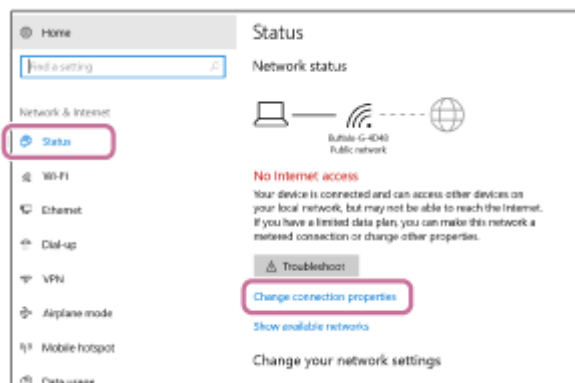 Home
Find a setting
Network & Internet
Status
Wi-Fi
Ethernet
Dial-up
VPN
Airplane mode
Mobile hotspot
Data usage
Status
Network status
Buffalo-G-4D40
Public network
No Internet access
Your device is connected and can access other devices on
your local network, but may not be able to reach the Internet.
If you have a limited data plan, you can make this network a
metered connection or change other properties.
Troubleshoot
Change connection properties
Show available networks
Change your network settings